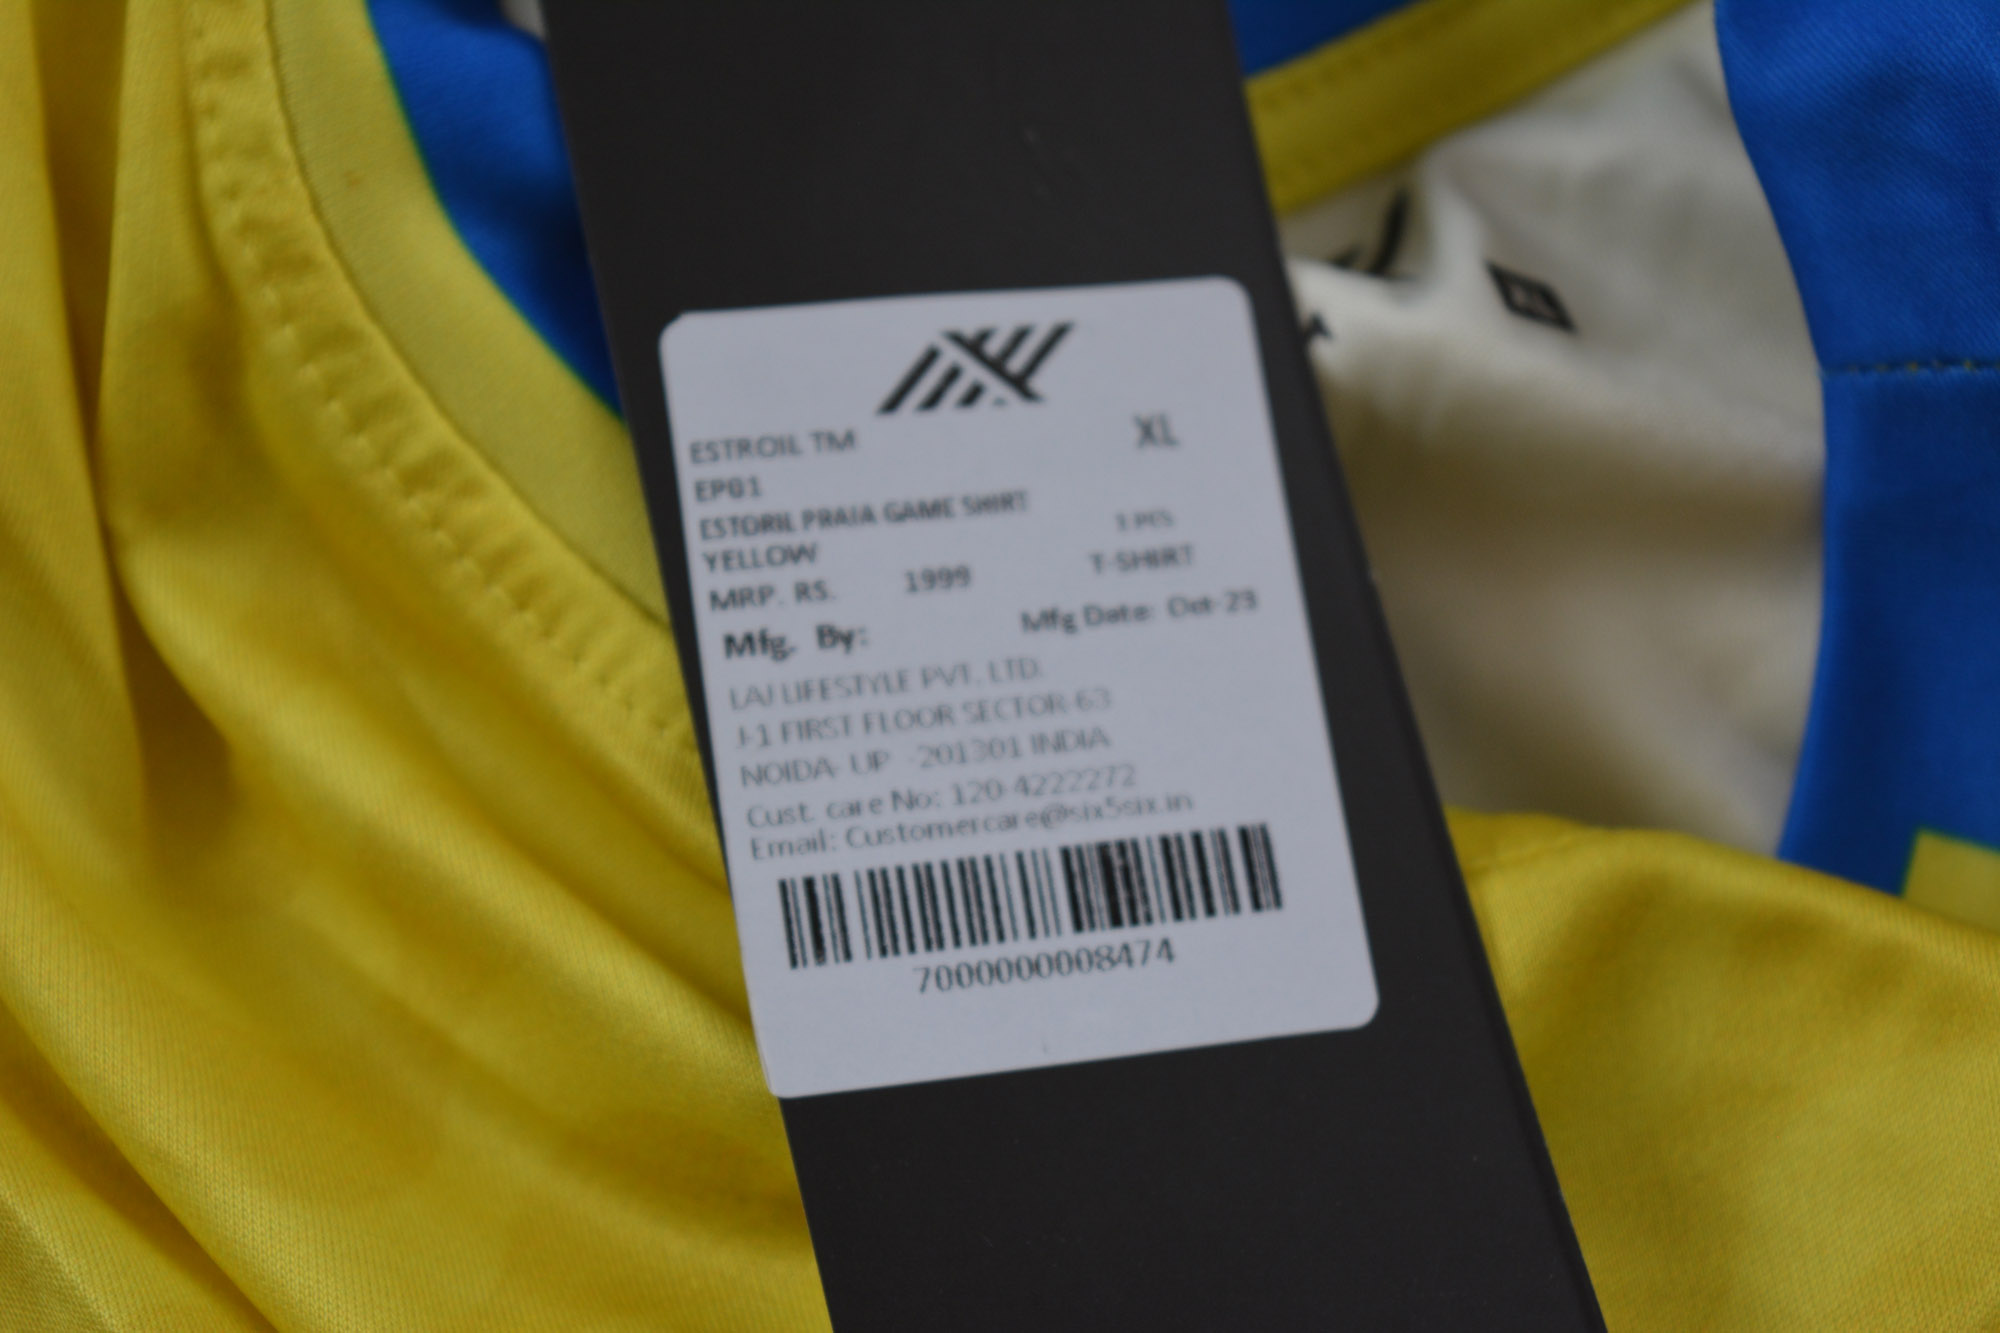 ESTROIL TM XL
EP01
ESTORIL PRAIA GAME SHIRT
1 PCS
YELLOW
T-SHIRT
MRP. RS. 1999
Mfg. By: Mfg Date: Oct-23
LAJ LIFESTYLE PVT. LTD.
J-1 FIRST FLOOR SECTOR-63
NOIDA- UP -201301 INDIA
Cust. care No: 120-4222272
Email: Customercare@six5six.in
7000000008474